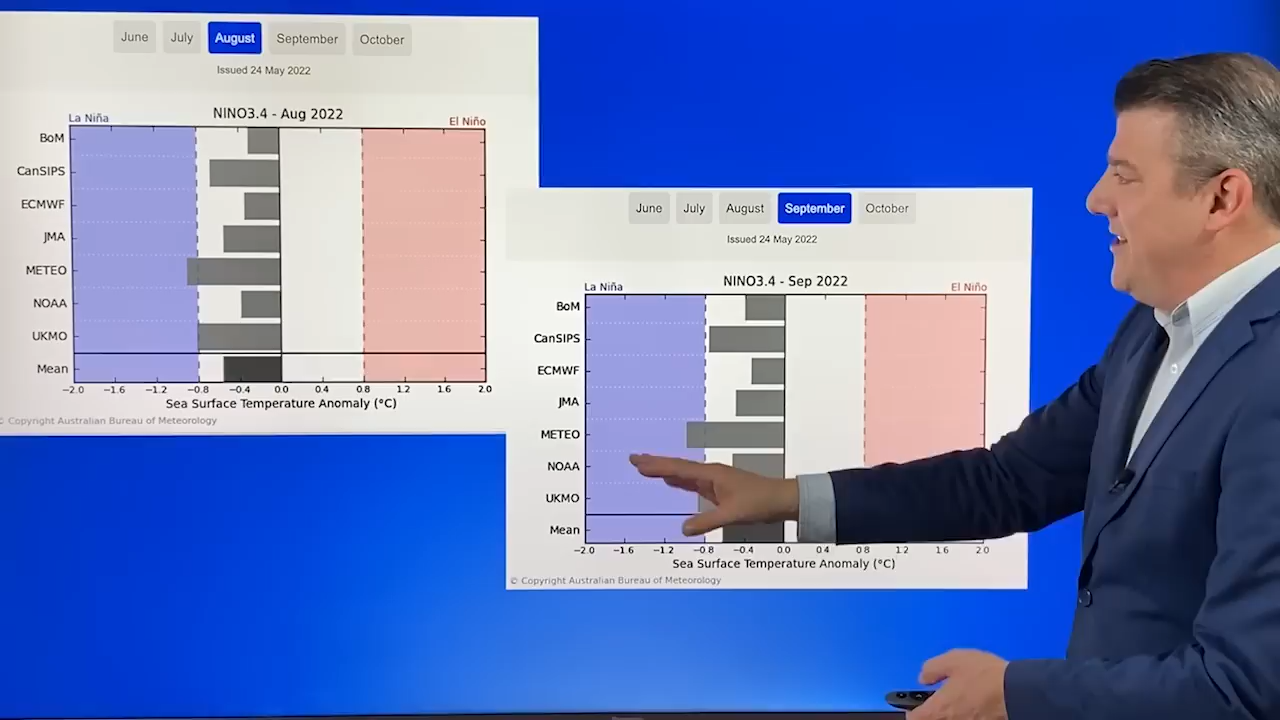 June July August September October
Issued 24 May 2022
NINO3.4 - Aug 2022
La Niña El Niño
BoM
CanSIPS
ECMWF
JMA
METEO
NOAA
UKMO
Mean
−2.0 −1.6 −1.2 −0.8 −0.4 0.0 0.4 0.8 1.2 1.6 2.0
Sea Surface Temperature Anomaly (°C)
© Copyright Australian Bureau of Meteorology
June July August September October
Issued 24 May 2022
NINO3.4 - Sep 2022
La Niña El Niño
BoM
CanSIPS
ECMWF
JMA
METEO
NOAA
UKMO
Mean
−2.0 −1.6 −1.2 −0.8 −0.4 0.0 0.4 0.8 1.2 1.6 2.0
Sea Surface Temperature Anomaly (°C)
© Copyright Australian Bureau of Meteorology